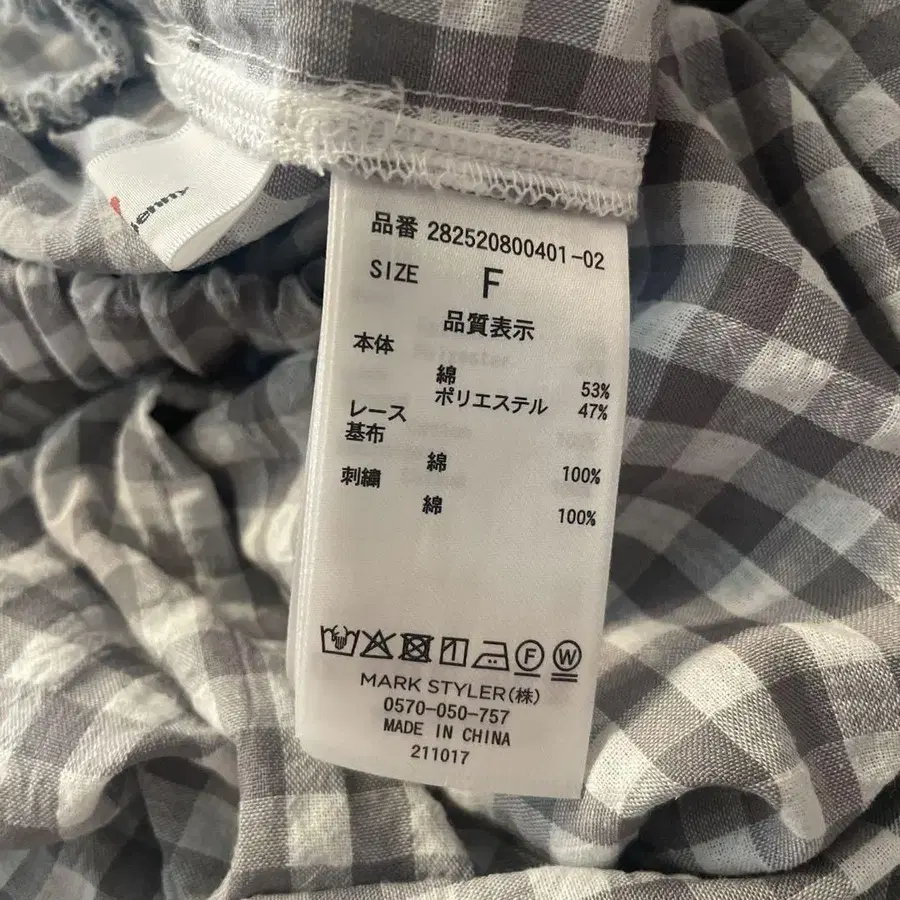 enny
品番 282520800401-02
SIZE F
品質表示
本体
綿 53%
ポリエステル 47%
レース
基布
綿 100%
刺繍
綿 100%
F W
MARK STYLER(株)
0570-050-757
MADE IN CHINA
211017